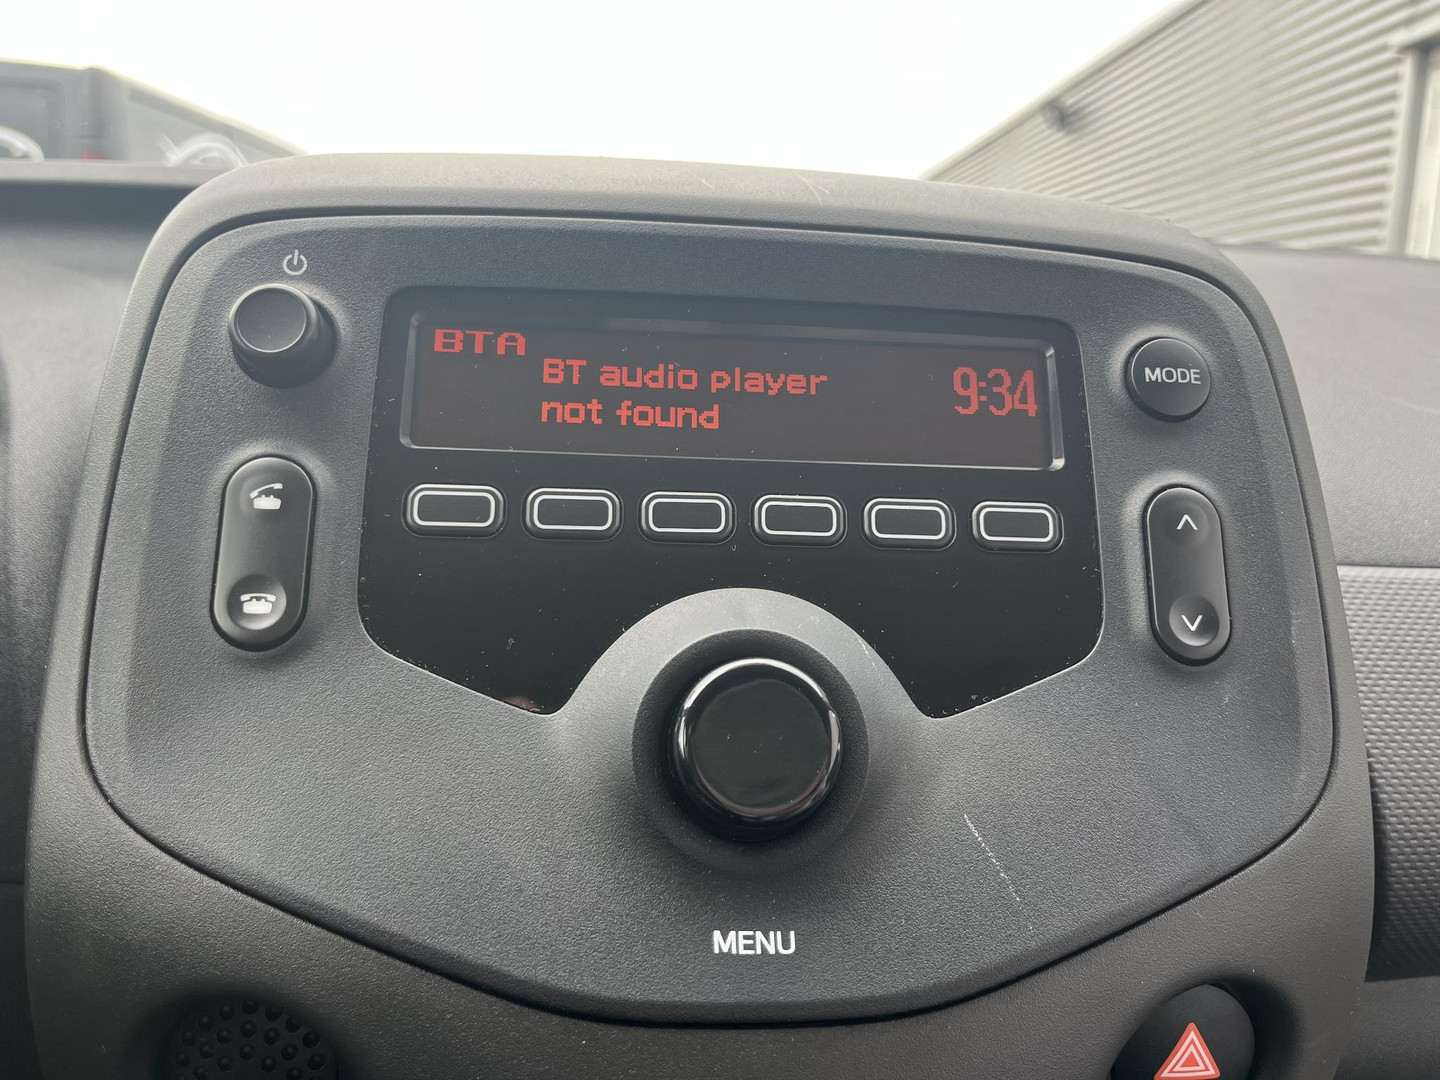 BTA
BT audio player
not found
9:34
MODE
MENU